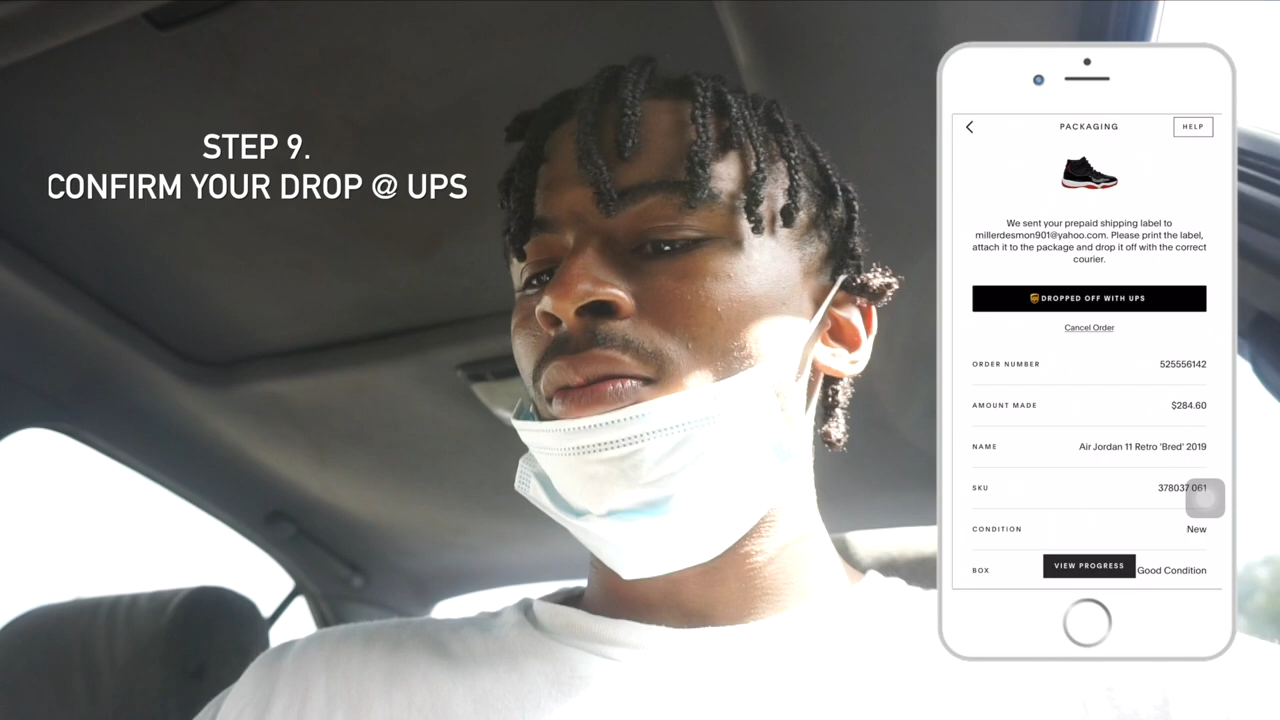 STEP 9.
CONFIRM YOUR DROP @ UPS
PACKAGING
HELP
We sent your prepaid shipping label to
millerdesmon901@yahoo.com. Please print the label,
attach it to the package and drop it off with the correct
courier.
DROPPED OFF WITH UPS
Cancel Order
ORDER NUMBER 525556142
AMOUNT MADE $284.60
NAME Air Jordan 11 Retro 'Bred' 2019
SKU 378037 061
CONDITION New
BOX VIEW PROGRESS Good Condition